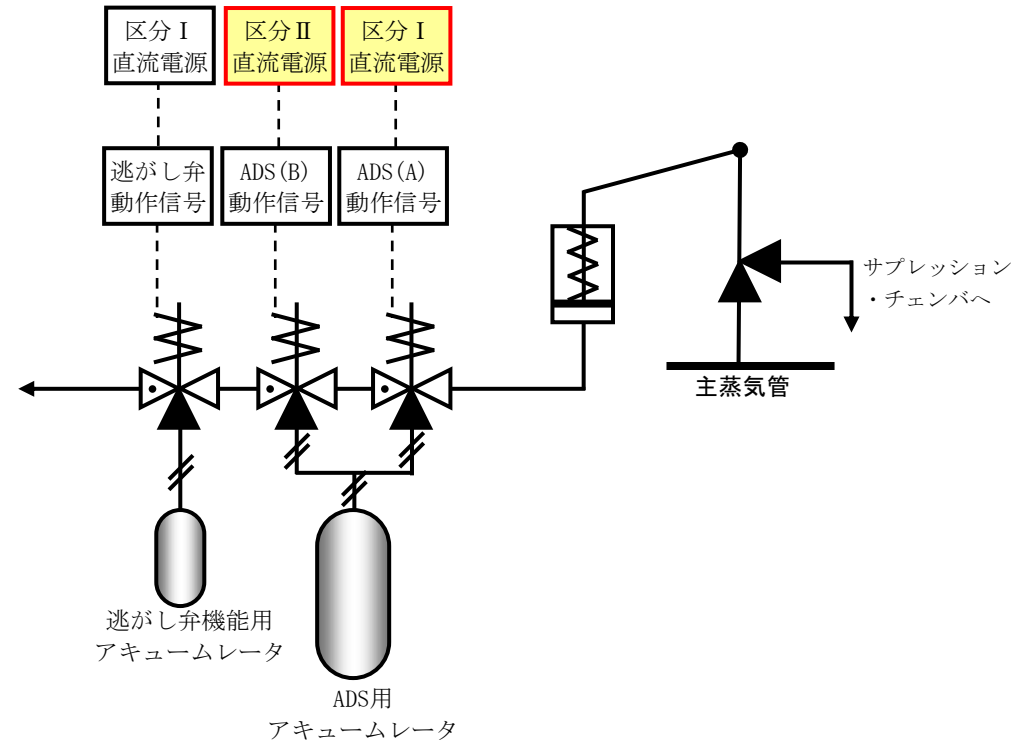 区分Ⅰ
直流電源
区分Ⅱ
直流電源
区分Ⅰ
直流電源
逃がし弁
動作信号
ADS(B)
動作信号
ADS(A)
動作信号
サプレッション
・チェンバへ
主蒸気管
逃がし弁機能用
アキュームレータ
ADS用
アキュームレータ